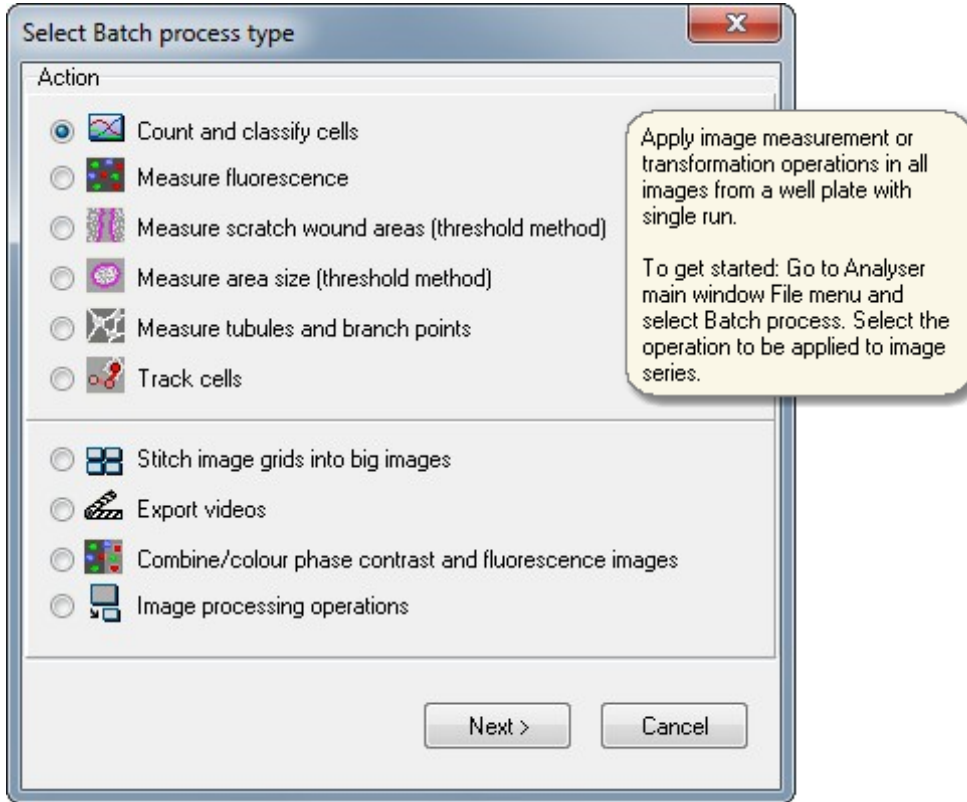 Select Batch process type
Action
Count and classify cells
Measure fluorescence
Measure scratch wound areas (threshold method)
Measure area size (threshold method)
Measure tubules and branch points
Track cells
Stitch image grids into big images
Export videos
Combine/colour phase contrast and fluorescence images
Image processing operations
Next >
Cancel
Apply image measurement or
transformation operations in all
images from a well plate with
single run.
To get started: Go to Analyser
main window File menu and
select Batch process. Select the
operation to be applied to image
series.